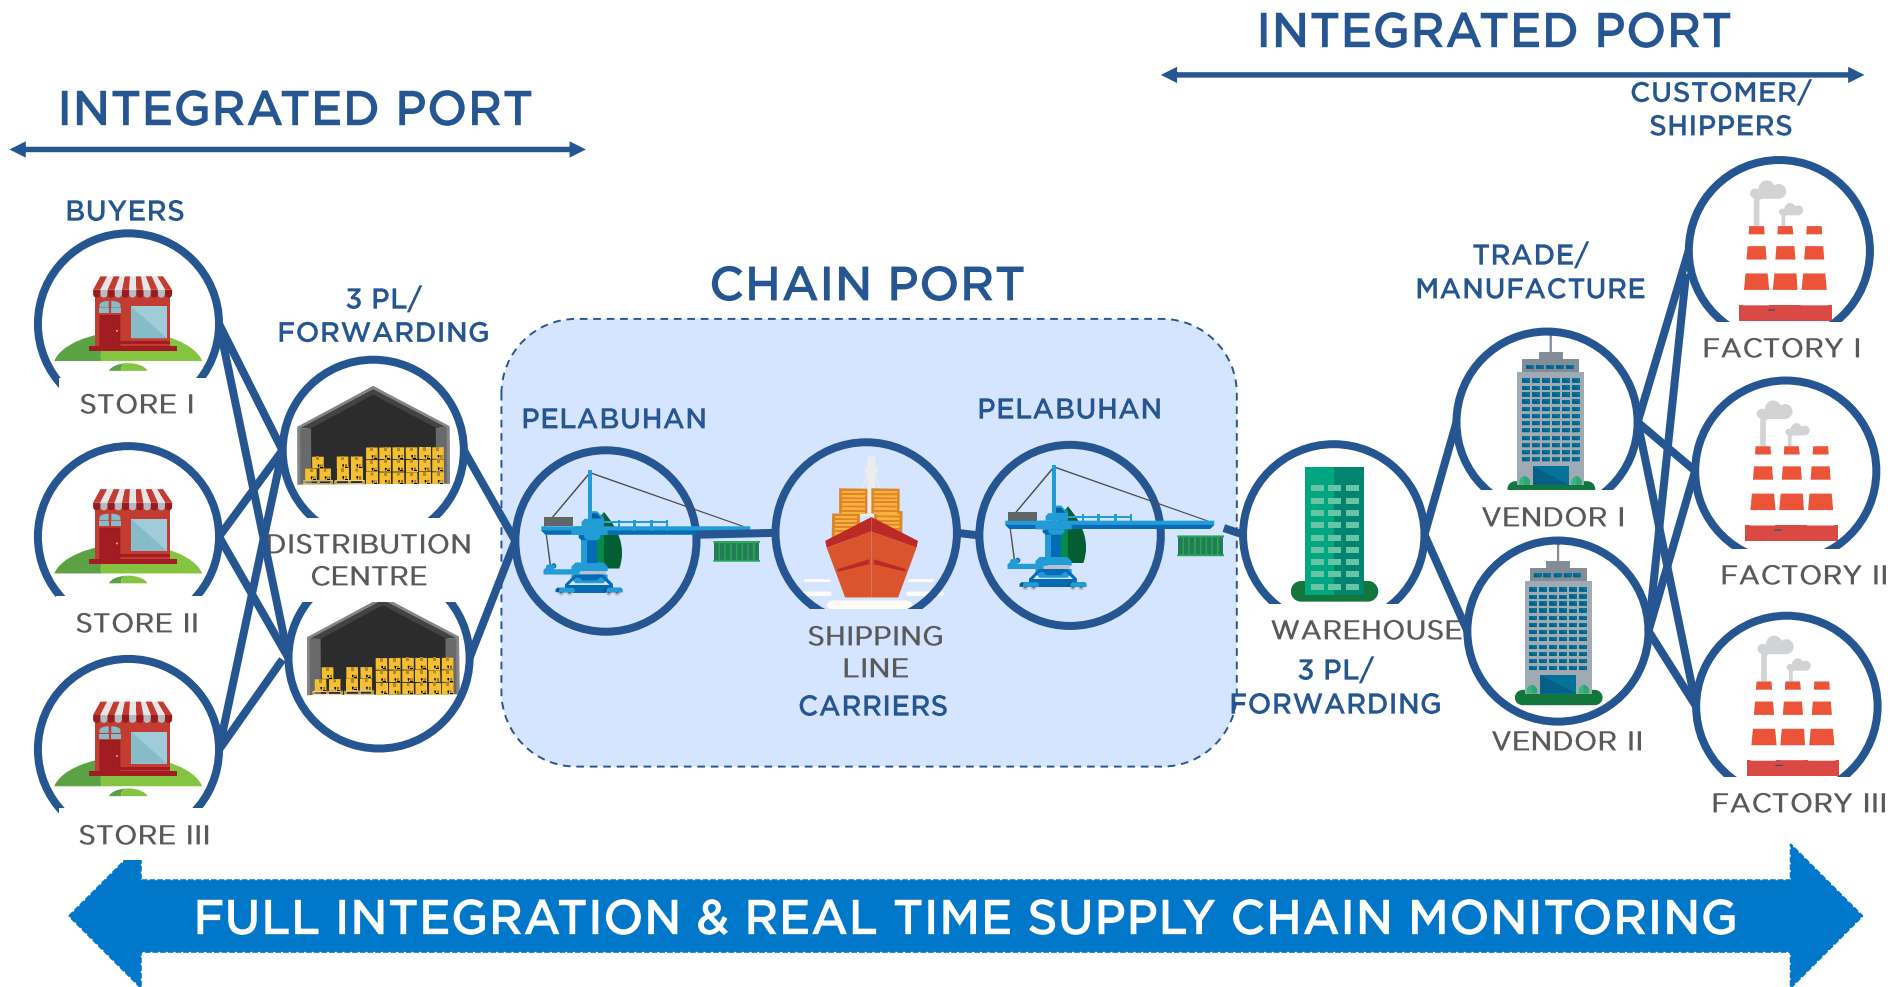 INTEGRATED PORT
INTEGRATED PORT
CUSTOMER/
SHIPPERS
BUYERS
3 PL/
FORWARDING
CHAIN PORT
TRADE/
MANUFACTURE
STORE I
STORE II
STORE III
DISTRIBUTION
CENTRE
PELABUHAN
PELABUHAN
SHIPPING
LINE
CARRIERS
WAREHOUSE
3 PL/
FORWARDING
VENDOR I
VENDOR II
FACTORY I
FACTORY II
FACTORY III
FULL INTEGRATION & REAL TIME SUPPLY CHAIN MONITORING